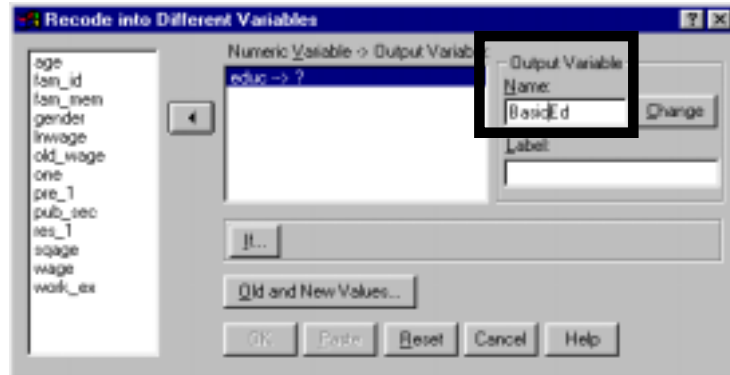 Recode into Different Variables
age
fam_id
fam_mem
gender
lnwage
old_wage
one
pre_1
pub_sec
res_1
sqage
wage
work_ex
Numeric Variable -> Output Variable:
educ --> ?
Output Variable
Name:
BasicEd
Change
Label:
If...
Old and New Values...
OK Paste Reset Cancel Help